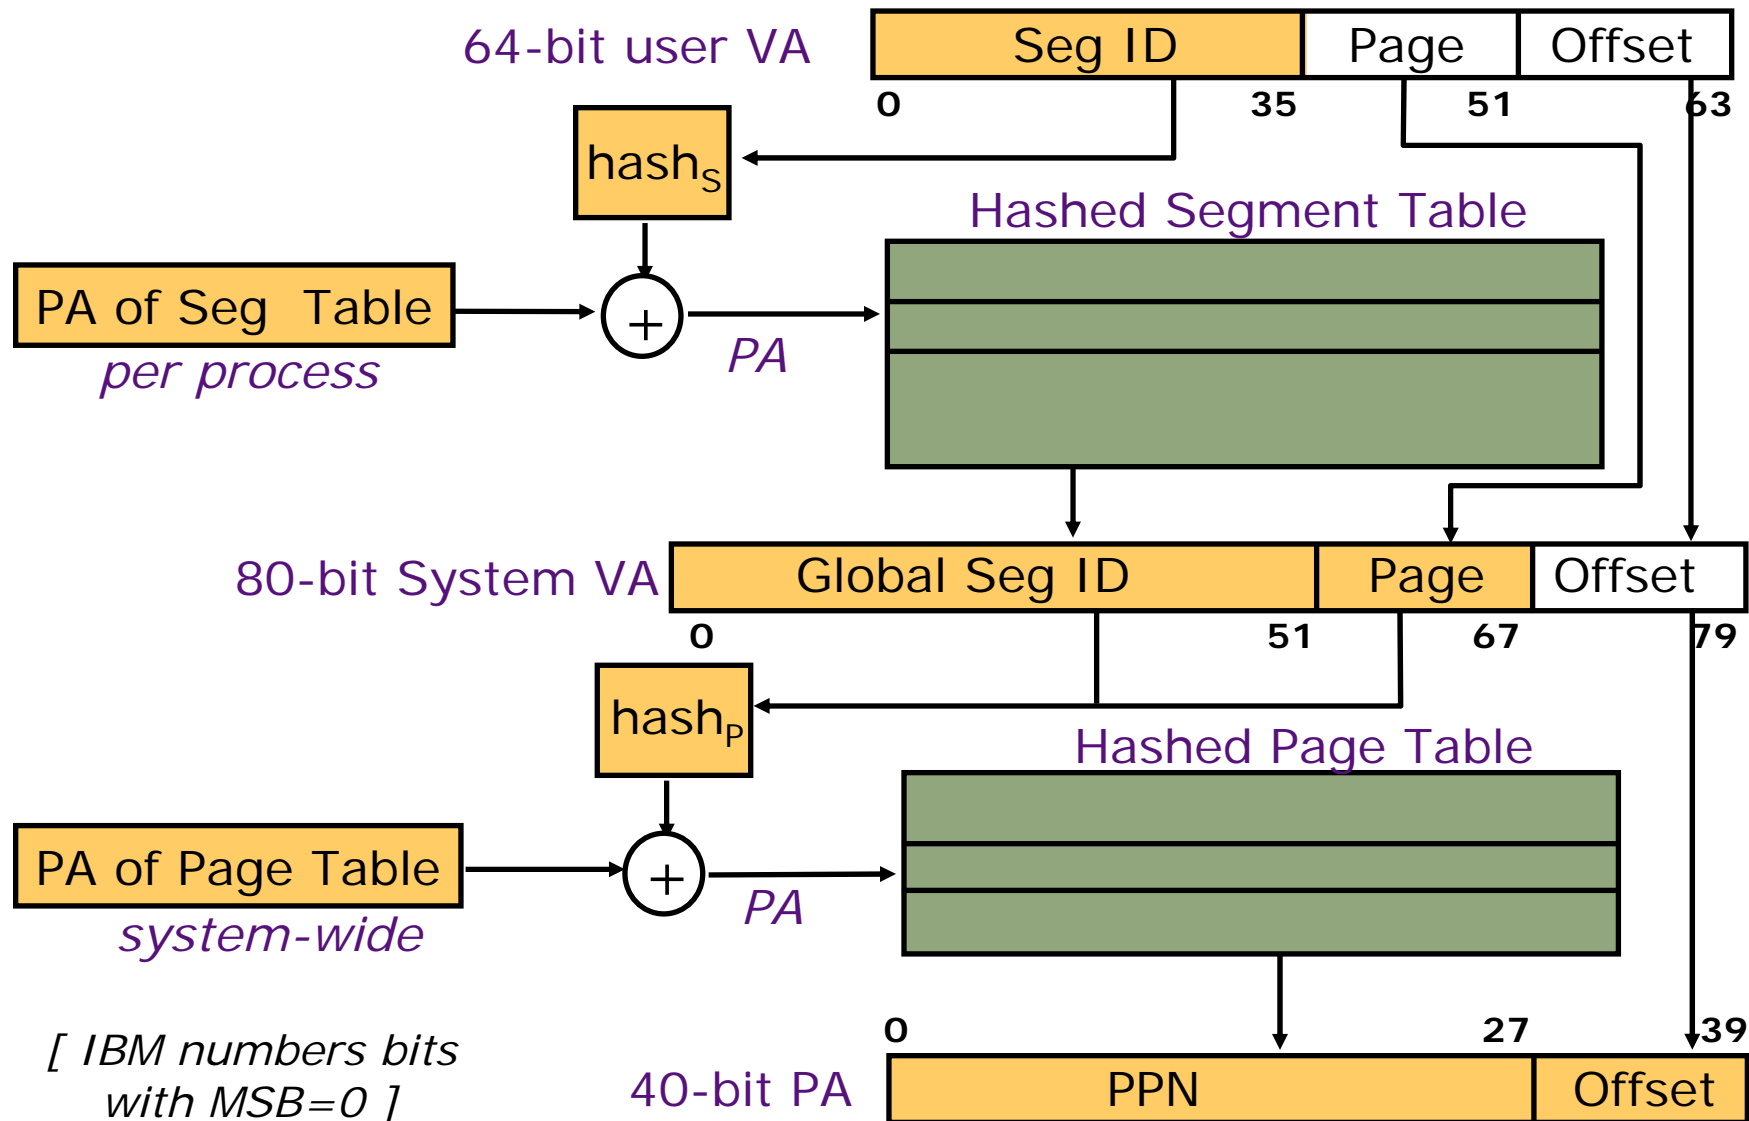 64-bit user VA
Seg ID Page Offset
0 35 51 63
hashS
Hashed Segment Table
PA of Seg Table
+
PA
per process
80-bit System VA
Global Seg ID Page Offset
0 51 67 79
hashP
Hashed Page Table
PA of Page Table
+
PA
system-wide
0 27 39
[ IBM numbers bits
with MSB=0 ]
40-bit PA
PPN Offset